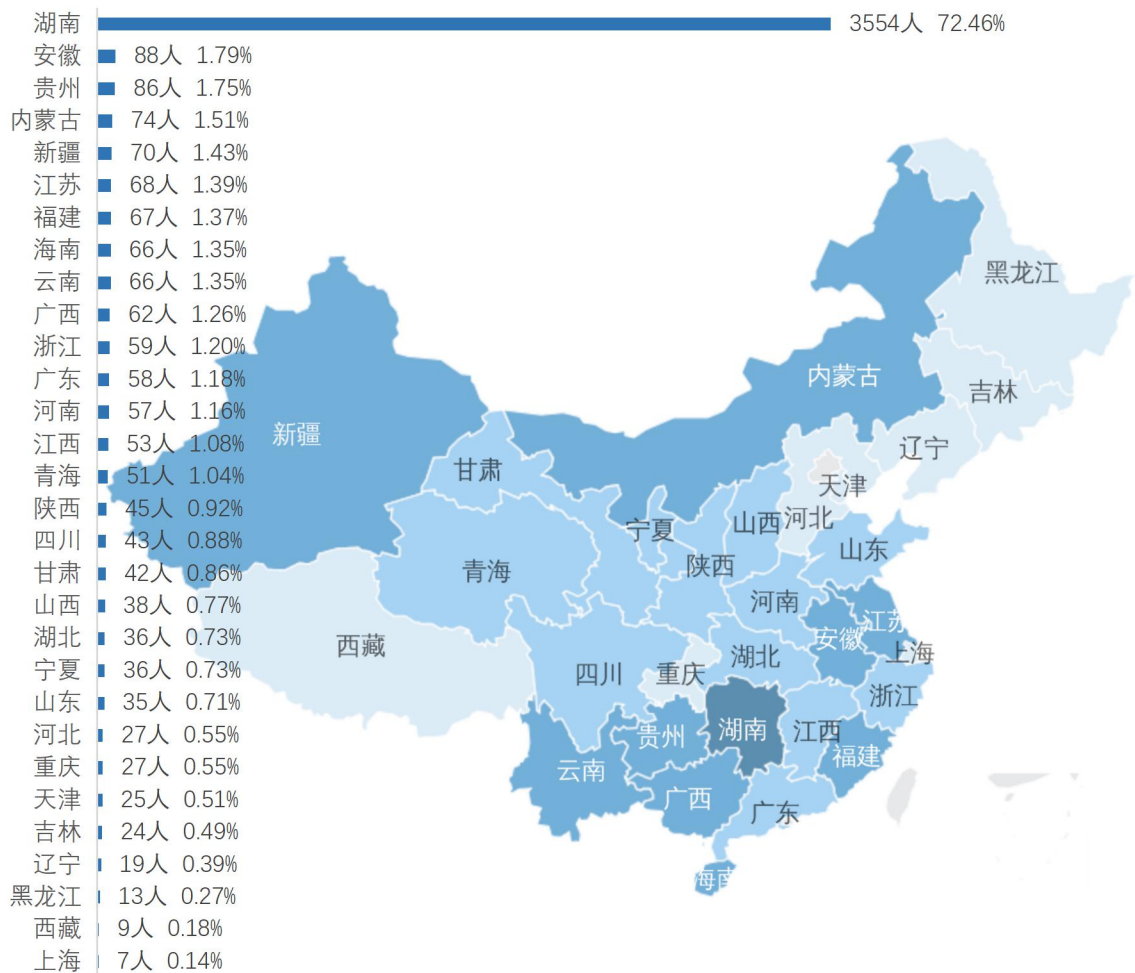 湖南 3554人 72.46%
安徽 88人 1.79%
贵州 86人 1.75%
内蒙古 74人 1.51%
新疆 70人 1.43%
江苏 68人 1.39%
福建 67人 1.37%
海南 66人 1.35%
云南 66人 1.35%
广西 62人 1.26%
浙江 59人 1.20%
广东 58人 1.18%
河南 57人 1.16%
江西 53人 1.08%
青海 51人 1.04%
陕西 45人 0.92%
四川 43人 0.88%
甘肃 42人 0.86%
山西 38人 0.77%
湖北 36人 0.73%
宁夏 36人 0.73%
山东 35人 0.71%
河北 27人 0.55%
重庆 27人 0.55%
天津 25人 0.51%
吉林 24人 0.49%
辽宁 19人 0.39%
黑龙江 13人 0.27%
西藏 9人 0.18%
上海 7人 0.14%
黑龙江
内蒙古
吉林
新疆
辽宁
甘肃
天津
河北
山西
宁夏
山东
陕西
青海
河南
江苏
安徽
西藏
上海
湖北
四川
重庆
浙江
湖南
江西
贵州
福建
云南
广西
广东
海南